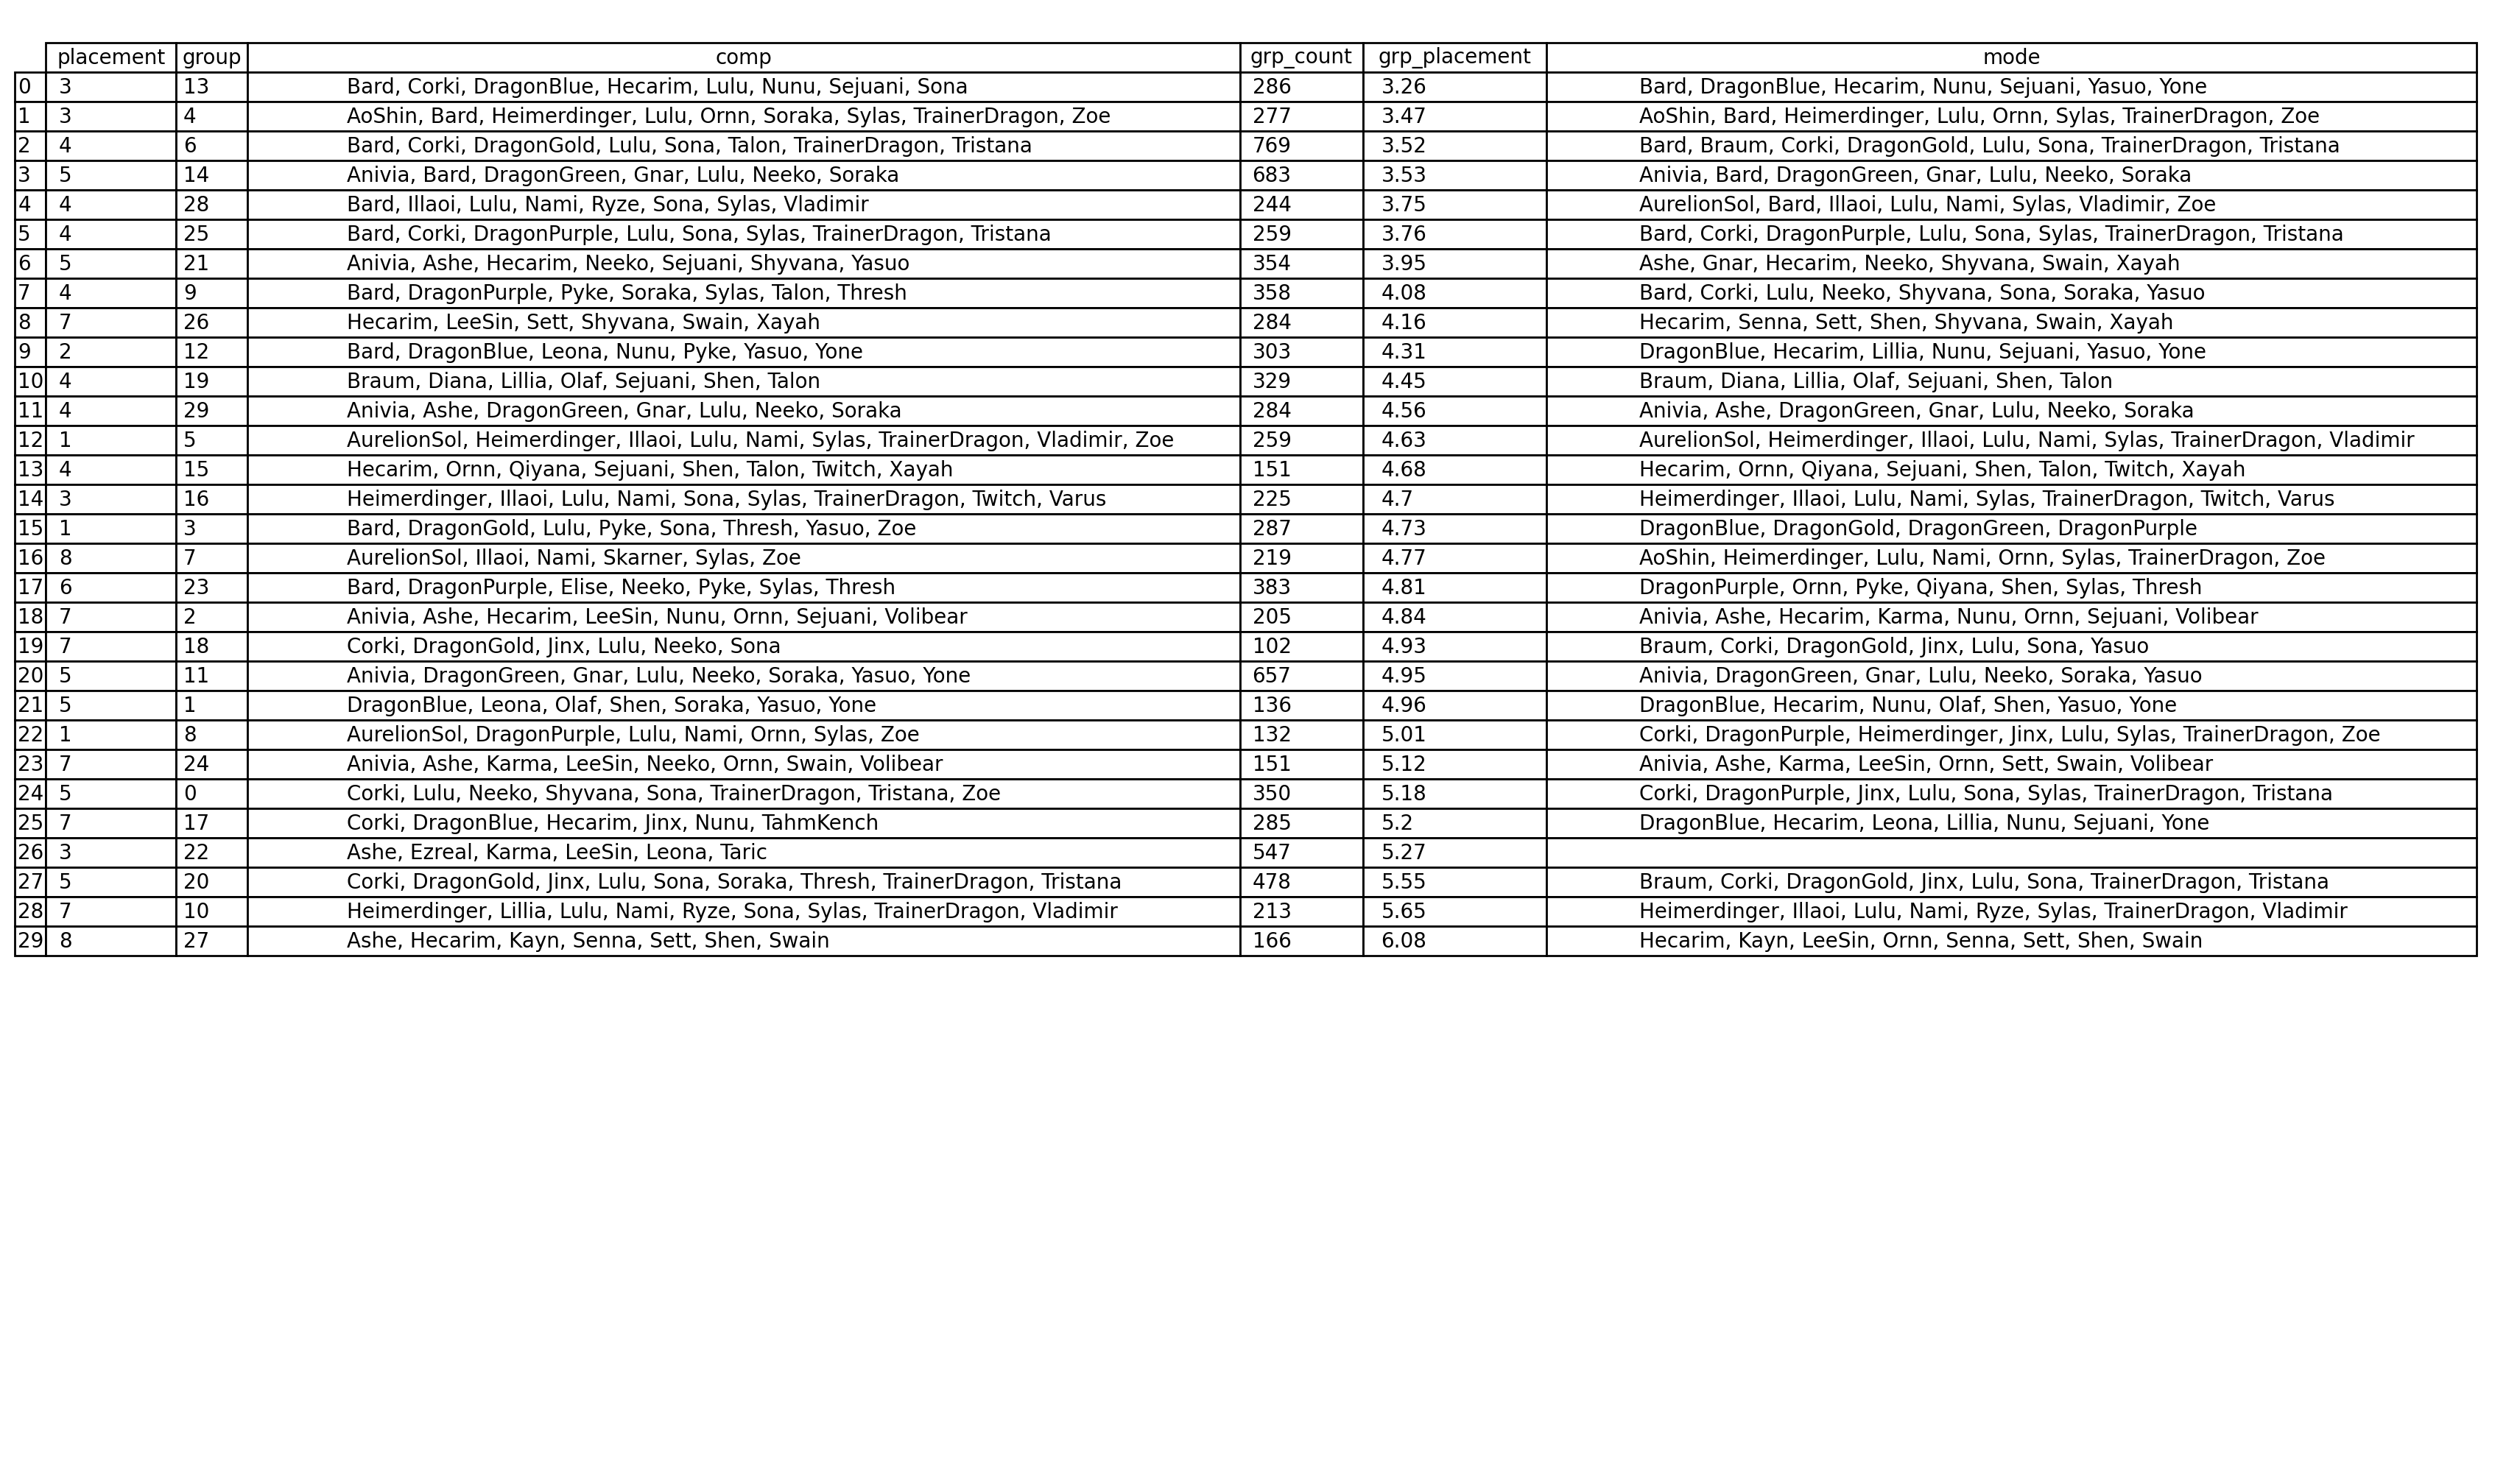 placement group comp grp_count grp_placement mode
0 3 13 Bard, Corki, DragonBlue, Hecarim, Lulu, Nunu, Sejuani, Sona 286 3.26 Bard, DragonBlue, Hecarim, Nunu, Sejuani, Yasuo, Yone
1 3 4 AoShin, Bard, Heimerdinger, Lulu, Ornn, Soraka, Sylas, TrainerDragon, Zoe 277 3.47 AoShin, Bard, Heimerdinger, Lulu, Ornn, Sylas, TrainerDragon, Zoe
2 4 6 Bard, Corki, DragonGold, Lulu, Sona, Talon, TrainerDragon, Tristana 769 3.52 Bard, Braum, Corki, DragonGold, Lulu, Sona, TrainerDragon, Tristana
3 5 14 Anivia, Bard, DragonGreen, Gnar, Lulu, Neeko, Soraka 683 3.53 Anivia, Bard, DragonGreen, Gnar, Lulu, Neeko, Soraka
4 4 28 Bard, Illaoi, Lulu, Nami, Ryze, Sona, Sylas, Vladimir 244 3.75 AurelionSol, Bard, Illaoi, Lulu, Nami, Sylas, Vladimir, Zoe
5 4 25 Bard, Corki, DragonPurple, Lulu, Sona, Sylas, TrainerDragon, Tristana 259 3.76 Bard, Corki, DragonPurple, Lulu, Sona, Sylas, TrainerDragon, Tristana
6 5 21 Anivia, Ashe, Hecarim, Neeko, Sejuani, Shyvana, Yasuo 354 3.95 Ashe, Gnar, Hecarim, Neeko, Shyvana, Swain, Xayah
7 4 9 Bard, DragonPurple, Pyke, Soraka, Sylas, Talon, Thresh 358 4.08 Bard, Corki, Lulu, Neeko, Shyvana, Sona, Soraka, Yasuo
8 7 26 Hecarim, LeeSin, Sett, Shyvana, Swain, Xayah 284 4.16 Hecarim, Senna, Sett, Shen, Shyvana, Swain, Xayah
9 2 12 Bard, DragonBlue, Leona, Nunu, Pyke, Yasuo, Yone 303 4.31 DragonBlue, Hecarim, Lillia, Nunu, Sejuani, Yasuo, Yone
10 4 19 Braum, Diana, Lillia, Olaf, Sejuani, Shen, Talon 329 4.45 Braum, Diana, Lillia, Olaf, Sejuani, Shen, Talon
11 4 29 Anivia, Ashe, DragonGreen, Gnar, Lulu, Neeko, Soraka 284 4.56 Anivia, Ashe, DragonGreen, Gnar, Lulu, Neeko, Soraka
12 1 5 AurelionSol, Heimerdinger, Illaoi, Lulu, Nami, Sylas, TrainerDragon, Vladimir, Zoe 259 4.63 AurelionSol, Heimerdinger, Illaoi, Lulu, Nami, Sylas, TrainerDragon, Vladimir
13 4 15 Hecarim, Ornn, Qiyana, Sejuani, Shen, Talon, Twitch, Xayah 151 4.68 Hecarim, Ornn, Qiyana, Sejuani, Shen, Talon, Twitch, Xayah
14 3 16 Heimerdinger, Illaoi, Lulu, Nami, Sona, Sylas, TrainerDragon, Twitch, Varus 225 4.7 Heimerdinger, Illaoi, Lulu, Nami, Sylas, TrainerDragon, Twitch, Varus
15 1 3 Bard, DragonGold, Lulu, Pyke, Sona, Thresh, Yasuo, Zoe 287 4.73 DragonBlue, DragonGold, DragonGreen, DragonPurple
16 8 7 AurelionSol, Illaoi, Nami, Skarner, Sylas, Zoe 219 4.77 AoShin, Heimerdinger, Lulu, Nami, Ornn, Sylas, TrainerDragon, Zoe
17 6 23 Bard, DragonPurple, Elise, Neeko, Pyke, Sylas, Thresh 383 4.81 DragonPurple, Ornn, Pyke, Qiyana, Shen, Sylas, Thresh
18 7 2 Anivia, Ashe, Hecarim, LeeSin, Nunu, Ornn, Sejuani, Volibear 205 4.84 Anivia, Ashe, Hecarim, Karma, Nunu, Ornn, Sejuani, Volibear
19 7 18 Corki, DragonGold, Jinx, Lulu, Neeko, Sona 102 4.93 Braum, Corki, DragonGold, Jinx, Lulu, Sona, Yasuo
20 5 11 Anivia, DragonGreen, Gnar, Lulu, Neeko, Soraka, Yasuo, Yone 657 4.95 Anivia, DragonGreen, Gnar, Lulu, Neeko, Soraka, Yasuo
21 5 1 DragonBlue, Leona, Olaf, Shen, Soraka, Yasuo, Yone 136 4.96 DragonBlue, Hecarim, Nunu, Olaf, Shen, Yasuo, Yone
22 1 8 AurelionSol, DragonPurple, Lulu, Nami, Ornn, Sylas, Zoe 132 5.01 Corki, DragonPurple, Heimerdinger, Jinx, Lulu, Sylas, TrainerDragon, Zoe
23 7 24 Anivia, Ashe, Karma, LeeSin, Neeko, Ornn, Swain, Volibear 151 5.12 Anivia, Ashe, Karma, LeeSin, Ornn, Sett, Swain, Volibear
24 5 0 Corki, Lulu, Neeko, Shyvana, Sona, TrainerDragon, Tristana, Zoe 350 5.18 Corki, DragonPurple, Jinx, Lulu, Sona, Sylas, TrainerDragon, Tristana
25 7 17 Corki, DragonBlue, Hecarim, Jinx, Nunu, TahmKench 285 5.2 DragonBlue, Hecarim, Leona, Lillia, Nunu, Sejuani, Yone
26 3 22 Ashe, Ezreal, Karma, LeeSin, Leona, Taric 547 5.27
27 5 20 Corki, DragonGold, Jinx, Lulu, Sona, Soraka, Thresh, TrainerDragon, Tristana 478 5.55 Braum, Corki, DragonGold, Jinx, Lulu, Sona, TrainerDragon, Tristana
28 7 10 Heimerdinger, Lillia, Lulu, Nami, Ryze, Sona, Sylas, TrainerDragon, Vladimir 213 5.65 Heimerdinger, Illaoi, Lulu, Nami, Ryze, Sylas, TrainerDragon, Vladimir
29 8 27 Ashe, Hecarim, Kayn, Senna, Sett, Shen, Swain 166 6.08 Hecarim, Kayn, LeeSin, Ornn, Senna, Sett, Shen, Swain